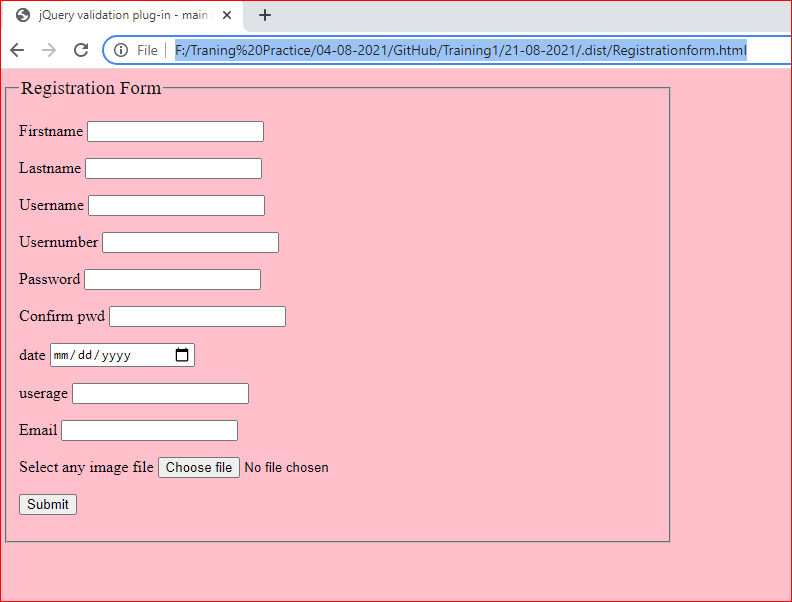 jQuery validation plug-in - main
File F:/Traning%20Practice/04-08-2021/GitHub/Training1/21-08-2021/.dist/Registrationform.html
Registration Form
Firstname
Lastname
Username
Usernumber
Password
Confirm pwd
date mm/dd/yyyy
userage
Email
Select any image file Choose file No file chosen
Submit